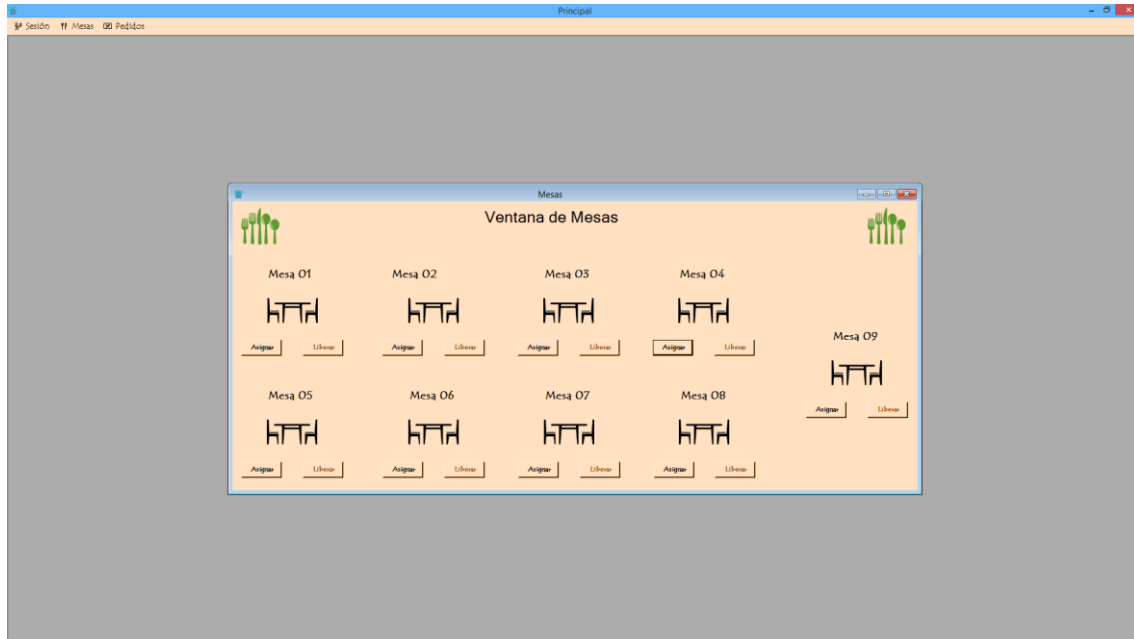 Principal
Sesión Mesas Pedidos
Mesas
Ventana de Mesas
Mesa 01 Mesa 02 Mesa 03 Mesa 04
Asignar Liberar Asignar Liberar Asignar Liberar Asignar Liberar
Mesa 09
Asignar Liberar
Mesa 05 Mesa 06 Mesa 07 Mesa 08
Asignar Liberar Asignar Liberar Asignar Liberar Asignar Liberar